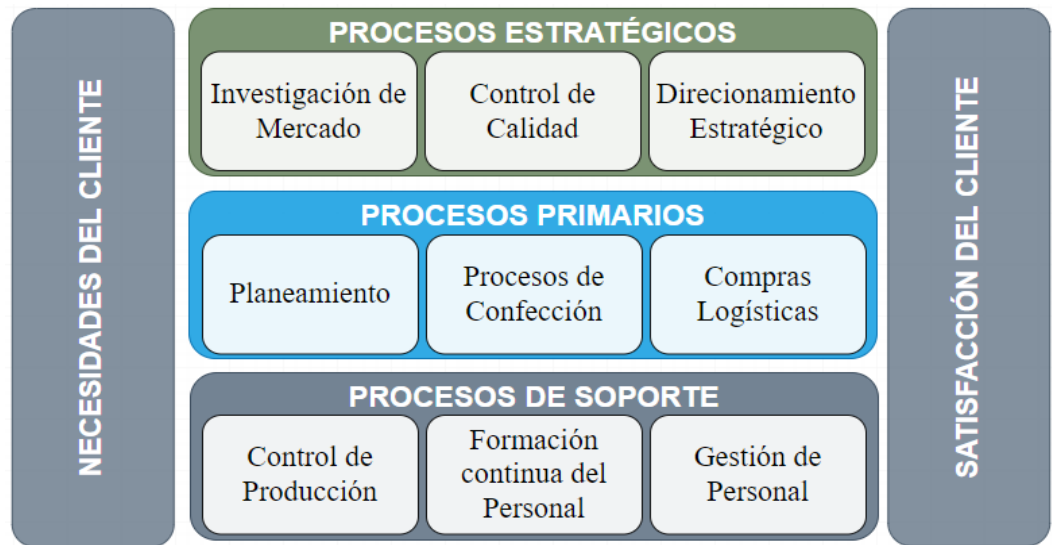 NECESIDADES DEL CLIENTE
PROCESOS ESTRATÉGICOS
Investigación de
Mercado
Control de
Calidad
Direcionamiento
Estratégico
PROCESOS PRIMARIOS
Planeamiento
Procesos de
Confección
Compras
Logísticas
PROCESOS DE SOPORTE
Control de
Producción
Formación
continua del
Personal
Gestión de
Personal
SATISFACCIÓN DEL CLIENTE